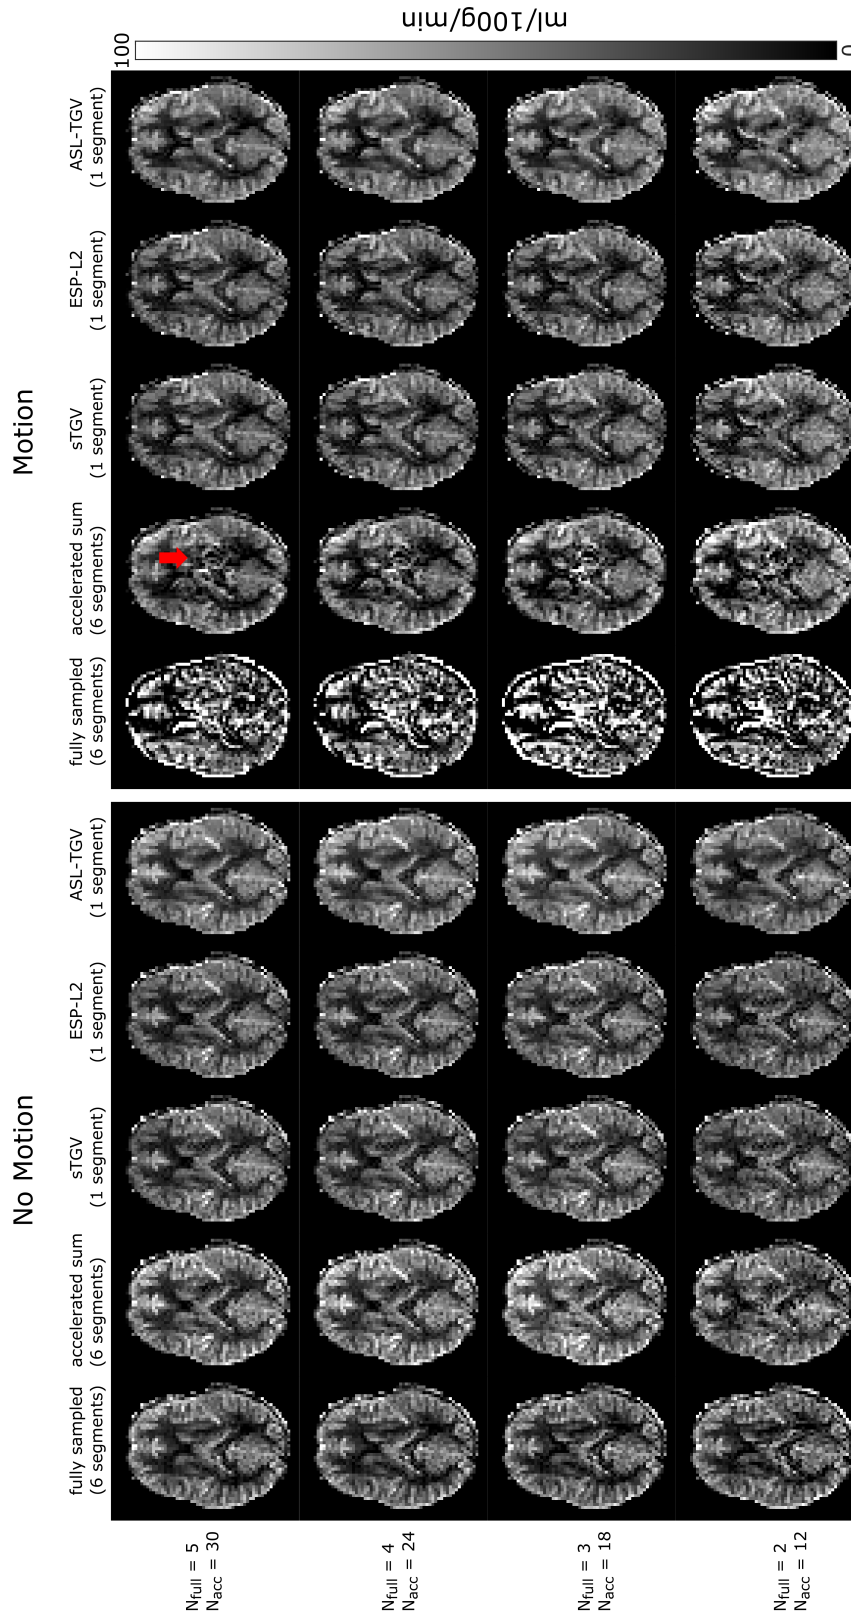 No Motion
Motion
fully sampled
(6 segments)
accelerated sum
(6 segments)
sTGV
(1 segment)
ESP-L2
(1 segment)
ASL-TGV
(1 segment)
fully sampled
(6 segments)
accelerated sum
(6 segments)
sTGV
(1 segment)
ESP-L2
(1 segment)
ASL-TGV
(1 segment)
100
ml/100g/min
0
Nfull = 5
Nacc = 30
Nfull = 4
Nacc = 24
Nfull = 3
Nacc = 18
Nfull = 2
Nacc = 12